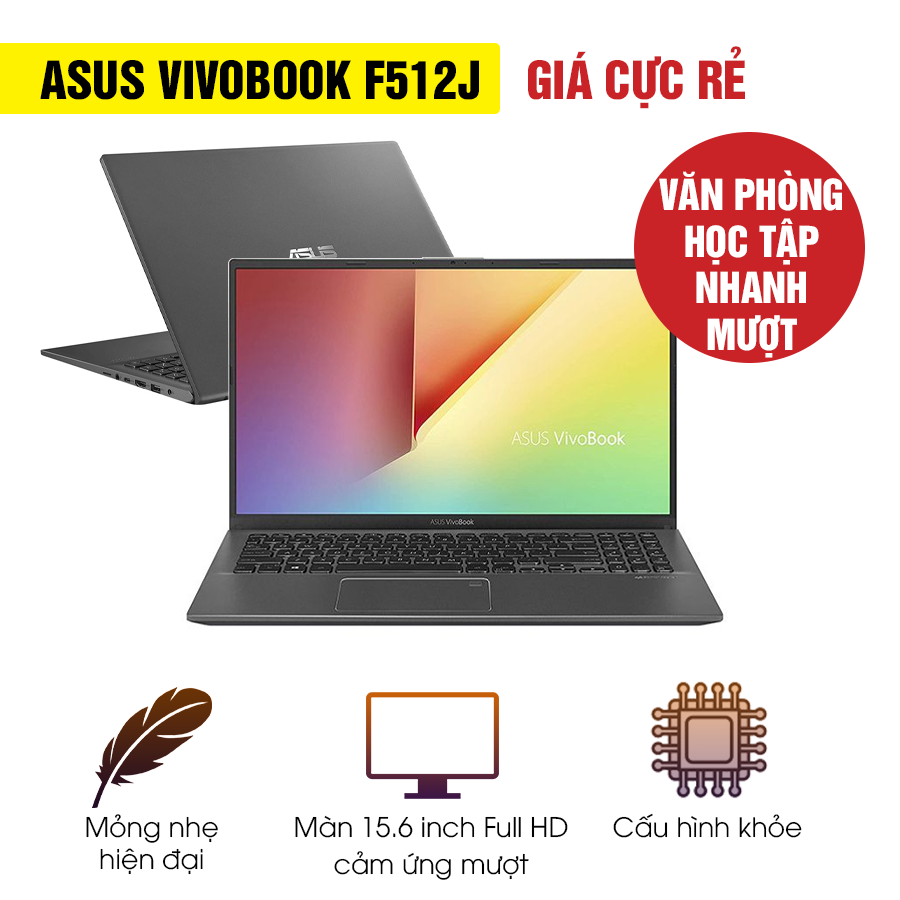 ASUS VIVOBOOK F512J
GIÁ CỰC RẺ
VĂN PHÒNG
HỌC TẬP
NHANH
MƯỢT
ASUS
ASUS VivoBook
ASUS VivoBook
Mỏng nhẹ
hiện đại
Màn 15.6 inch Full HD
cảm ứng mượt
Cấu hình khỏe